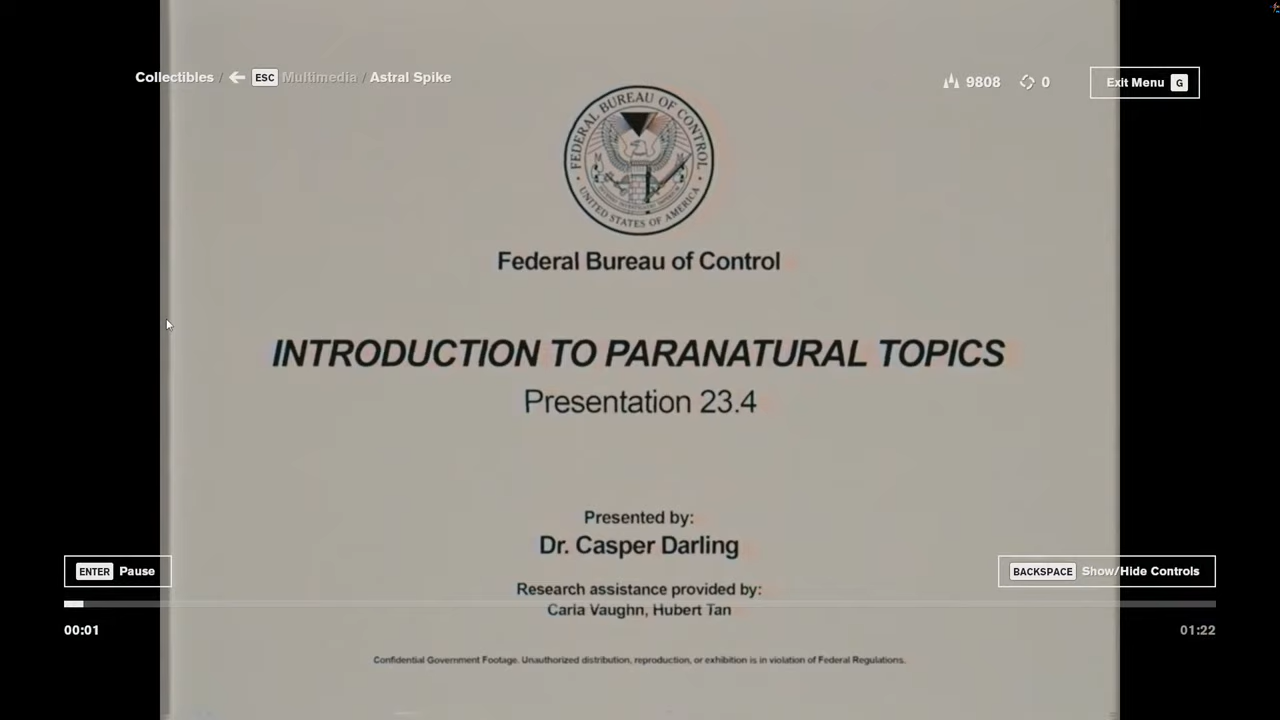 Collectibles / ← ESC Multimedia / Astral Spike
9808
0
Exit Menu G
FEDERAL BUREAU OF CONTROL
UNITED STATES OF AMERICA
Federal Bureau of Control
INTRODUCTION TO PARANATURAL TOPICS
Presentation 23.4
Presented by:
Dr. Casper Darling
ENTER Pause
BACKSPACE Show/Hide Controls
Research assistance provided by:
Carla Vaughn, Hubert Tan
00:01
01:22
Confidential Government Footage. Unauthorized distribution, reproduction, or exhibition is in violation of Federal Regulations.